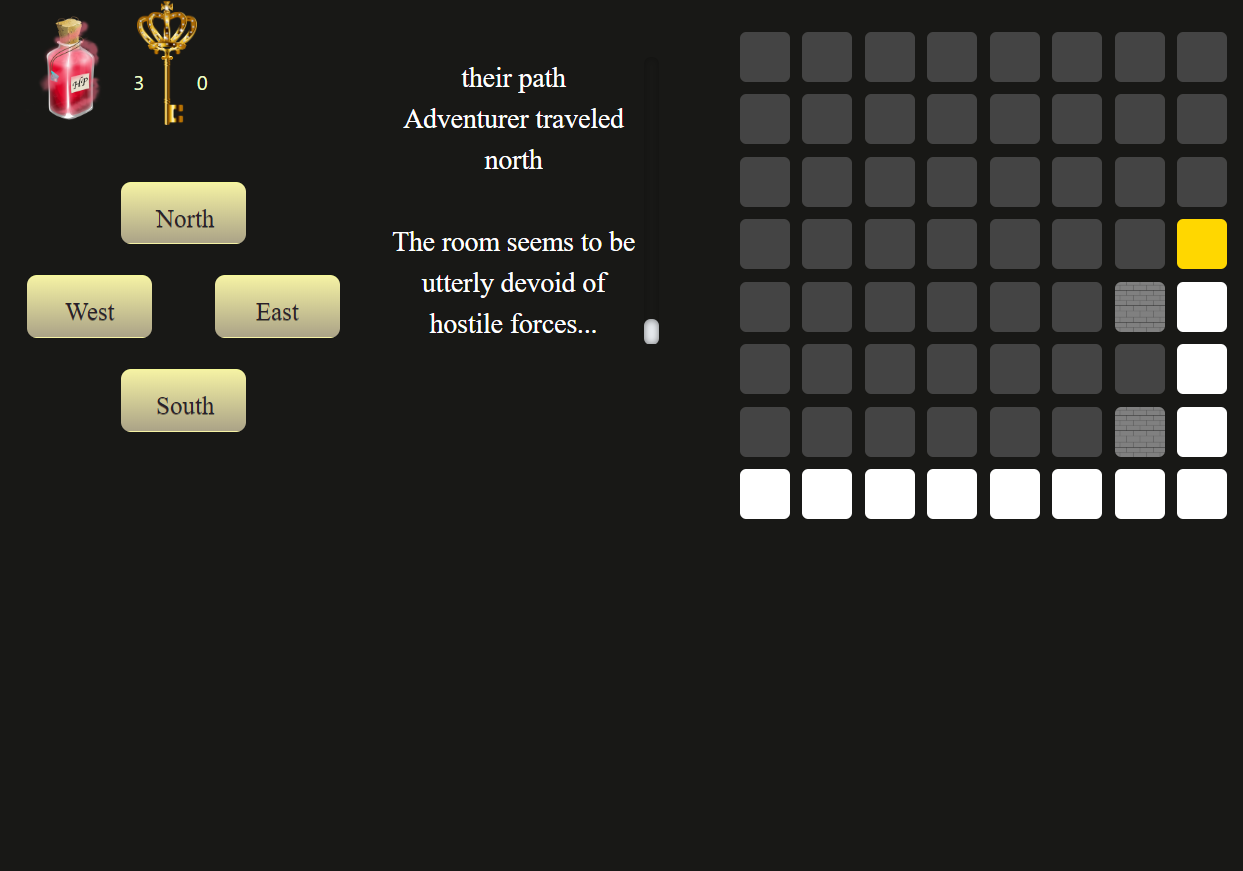 HP
3
0
North
West
East
South
their path
Adventurer traveled
north
The room seems to be
utterly devoid of
hostile forces...